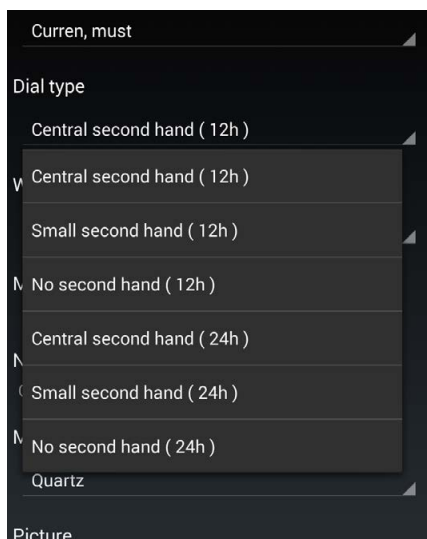 Curren, must
Dial type
Central second hand ( 12h )
Central second hand ( 12h )
Small second hand ( 12h )
No second hand ( 12h )
Central second hand ( 24h )
Small second hand ( 24h )
No second hand ( 24h )
Quartz
Picture